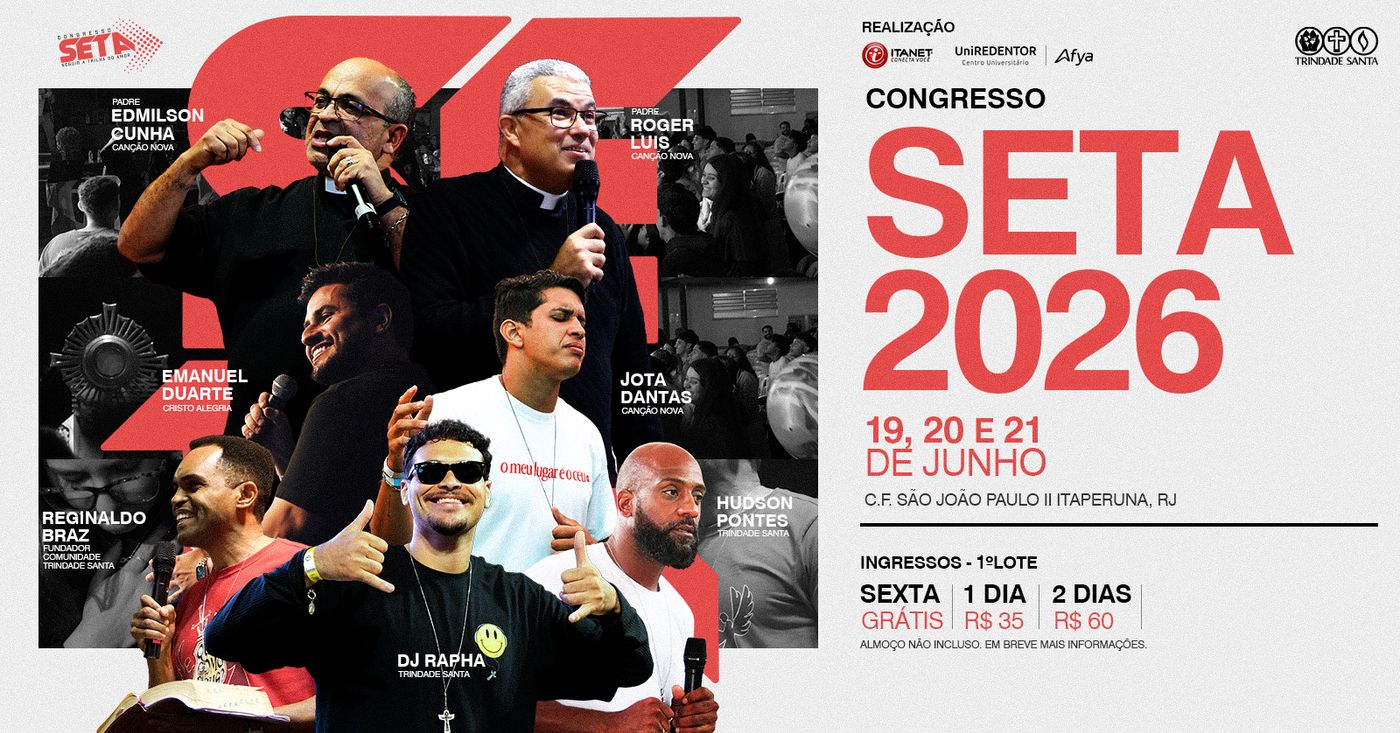 CONGRESSO
SETA
SEGUIR A TRILHA DO AMOR
PADRE
EDMILSON
CUNHA
CANÇÃO NOVA
PADRE
ROGER
LUIS
CANÇÃO NOVA
EMANUEL
DUARTE
CRISTO ALEGRIA
JOTA
DANTAS
CANÇÃO NOVA
o meu lugar é o céu
REGINALDO
BRAZ
FUNDADOR
COMUNIDADE
TRINDADE SANTA
HUDSON
PONTES
TRINDADE SANTA
DJ RAPHA
TRINDADE SANTA
REALIZAÇÃO
ITANET
CONECTA VOCÊ
UniREDENTOR
Centro Universitário
Afya
TRINDADE SANTA
CONGRESSO
SETA
2026
19, 20 E 21
DE JUNHO
C.F. SÃO JOÃO PAULO II ITAPERUNA, RJ
INGRESSOS - 1ºLOTE
SEXTA
GRÁTIS
1 DIA
R$ 35
2 DIAS
R$ 60
ALMOÇO NÃO INCLUSO. EM BREVE MAIS INFORMAÇÕES.